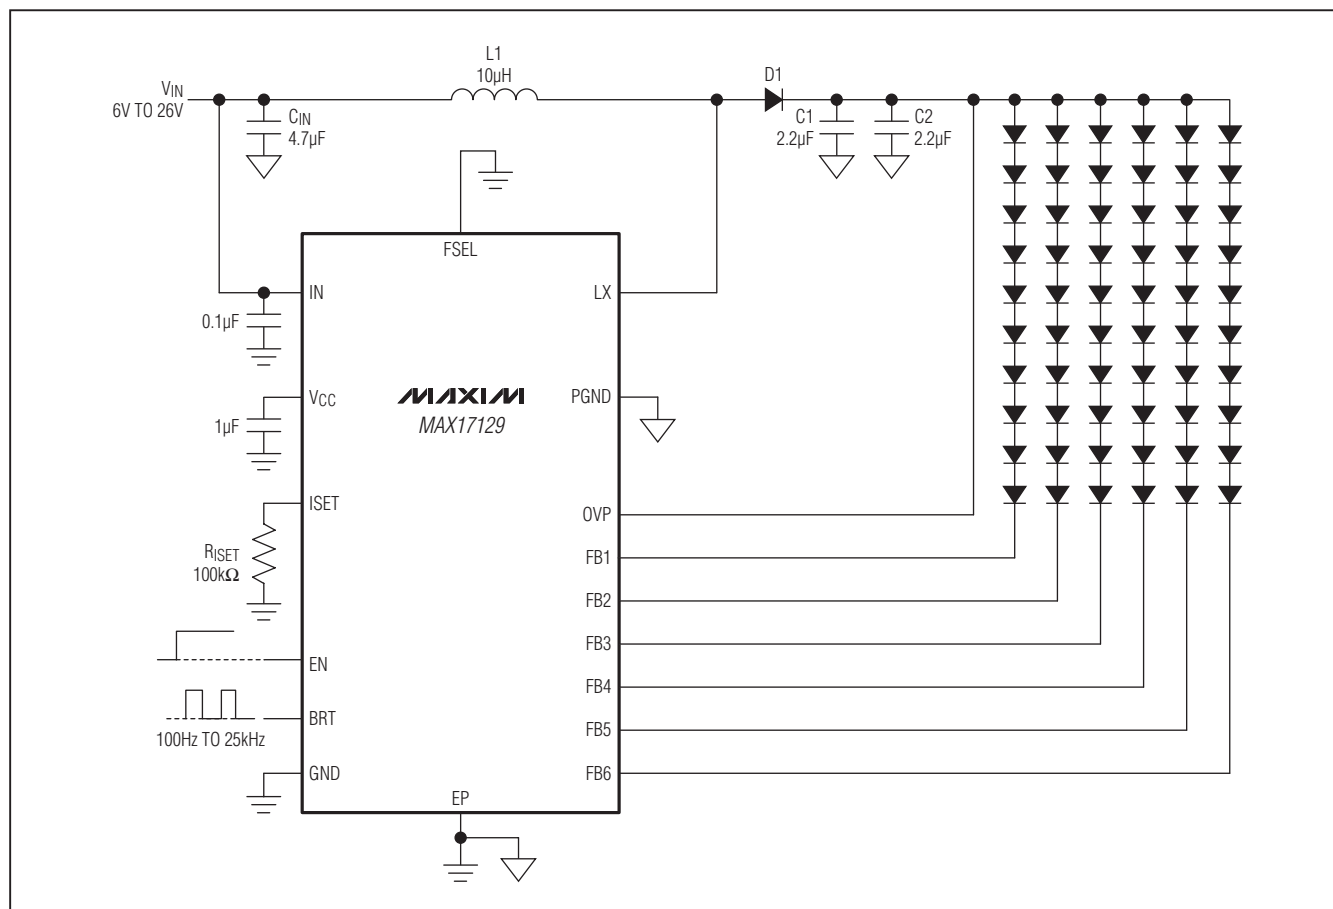 L1
10µH
D1
VIN
6V TO 26V
CIN
4.7µF
C1
2.2µF
C2
2.2µF
FSEL
IN
LX
0.1µF
VCC
MAXIM
MAX17129
PGND
1µF
ISET
OVP
RISET
100kΩ
FB1
FB2
FB3
EN
FB4
BRT
FB5
100Hz TO 25kHz
GND
FB6
EP